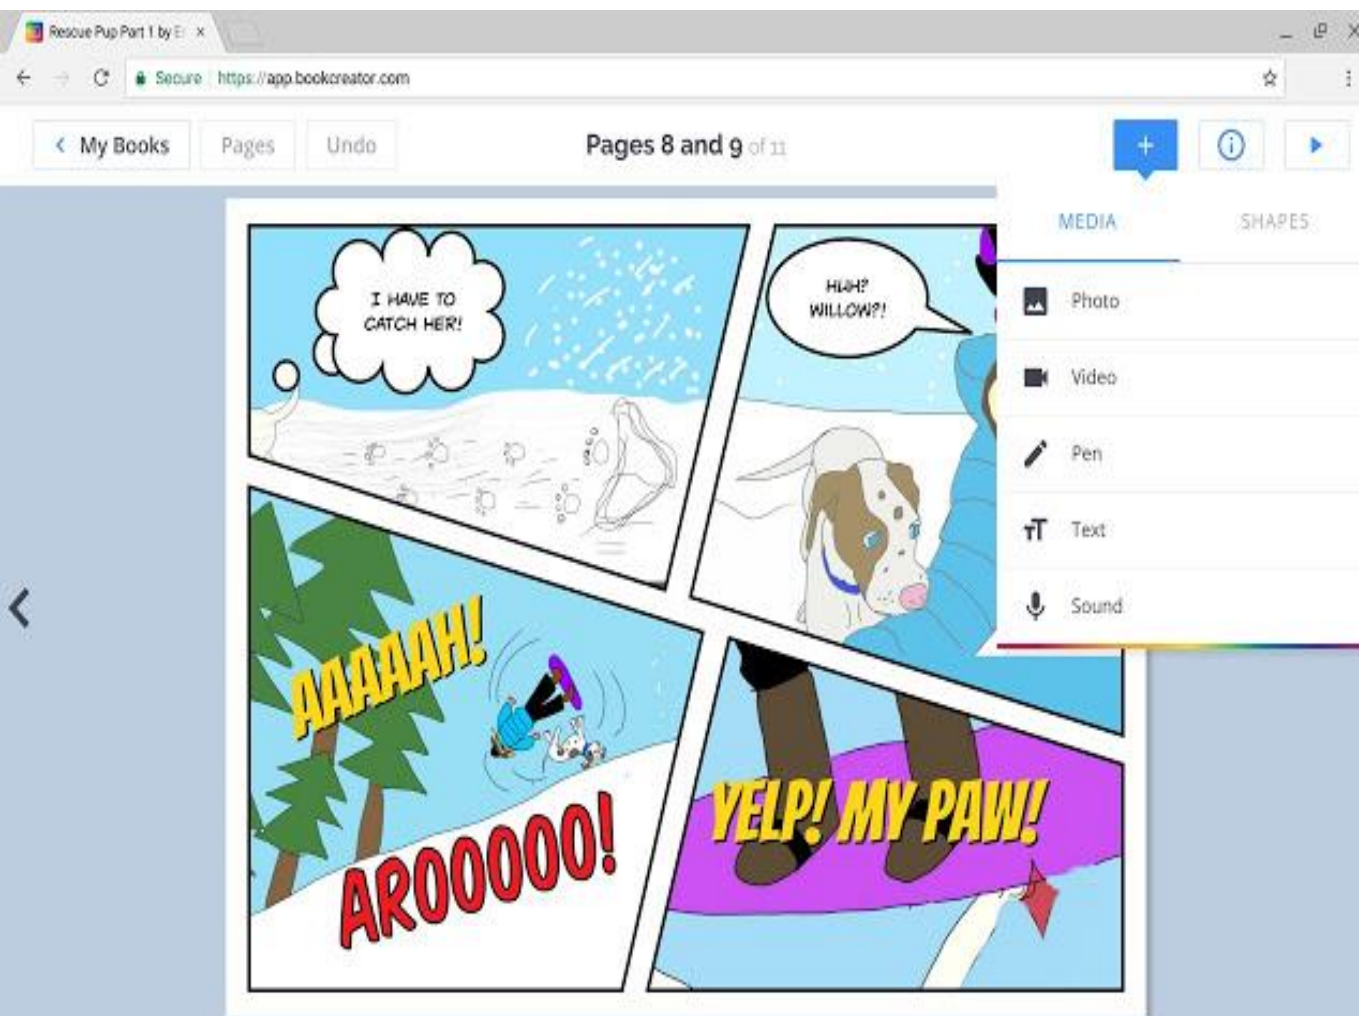 Rescue Pup Part 1 by E
Secure https://app.bookcreator.com
My Books Pages Undo Pages 8 and 9 of 11
MEDIA SHAPES
Photo
Video
Pen
Text
Sound
I HAVE TO
CATCH HER!
HUH?
WILLOW?!
AAAAAH!
AROOOOO!
YELP! MY PAW!